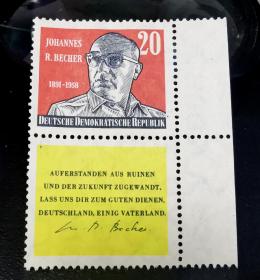 JOHANNES
R. BECHER
20
1891-1958
DEUTSCHE DEMOKRATISCHE REPUBLIK
AUFERSTANDEN AUS RUINEN
UND DER ZUKUNFT ZUGEWANDT,
LASS UNS DIR ZUM GUTEN DIENEN,
DEUTSCHLAND, EINIG VATERLAND.
Becher